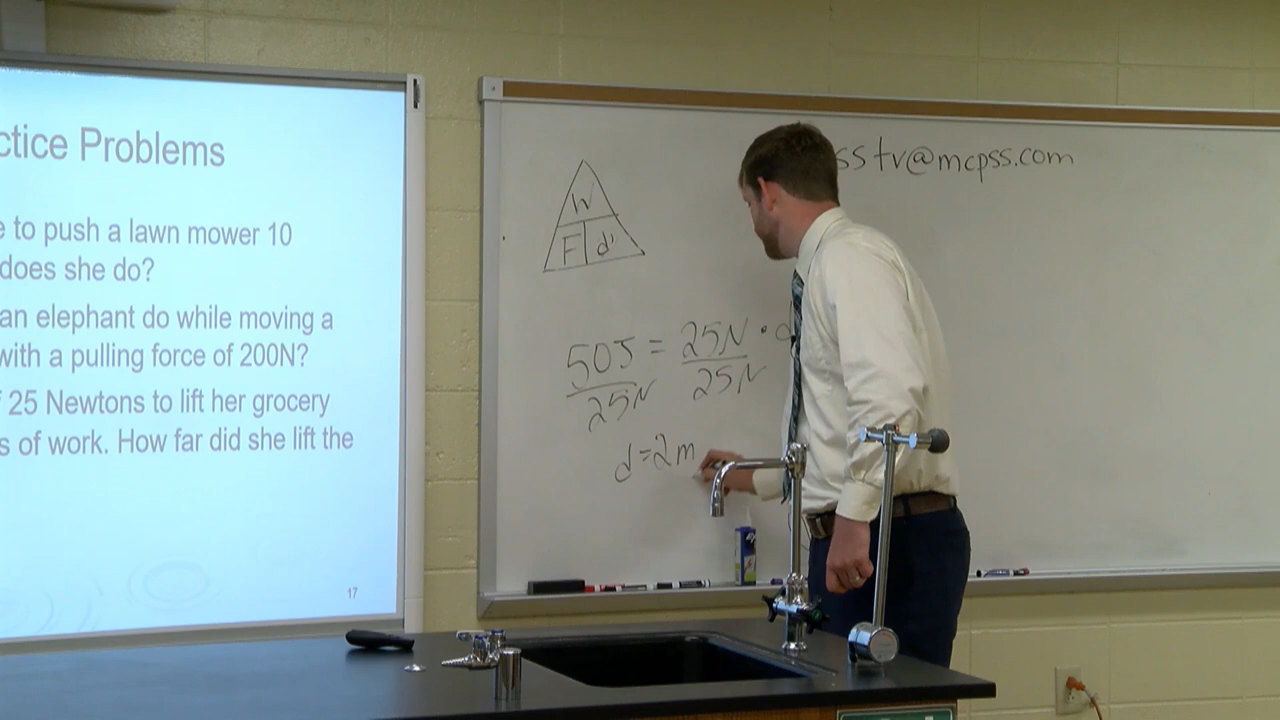 ctice Problems
e to push a lawn mower 10
does she do?
an elephant do while moving a
with a pulling force of 200N?
25 Newtons to lift her grocery
s of work. How far did she lift the
17
ss tv@mcpss.com
W
F d
50J = 25N · d
25N 25N
d=2m